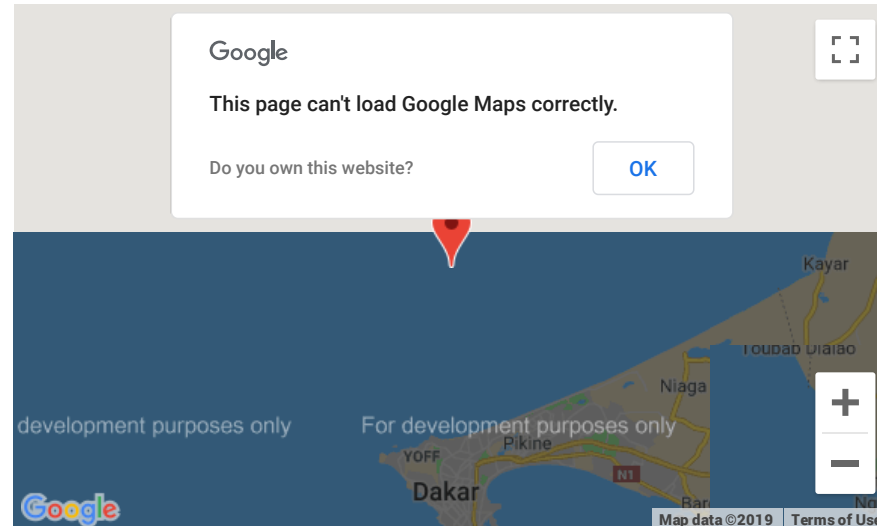 Google
This page can't load Google Maps correctly.
Do you own this website?
OK
Kayar
Toubab Dialao
Niaga
development purposes only
For development purposes only
Pikine
YOFF
N1
Dakar
Google
Map data ©2019
Terms of Use